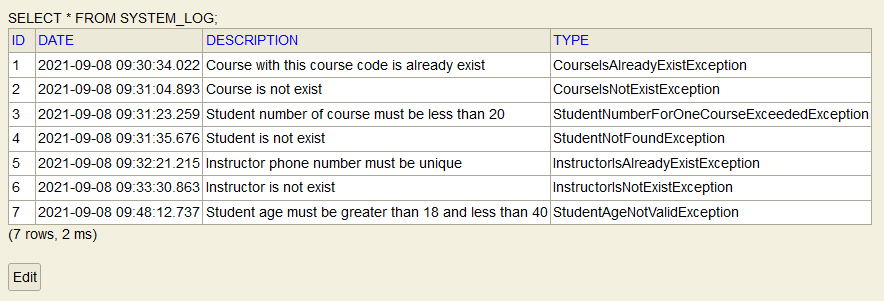 SELECT * FROM SYSTEM_LOG;
ID DATE DESCRIPTION TYPE
1 2021-09-08 09:30:34.022 Course with this course code is already exist CourseIsAlreadyExistException
2 2021-09-08 09:31:04.893 Course is not exist CourseIsNotExistException
3 2021-09-08 09:31:23.259 Student number of course must be less than 20 StudentNumberForOneCourseExceededException
4 2021-09-08 09:31:35.676 Student is not exist StudentNotFoundException
5 2021-09-08 09:32:21.215 Instructor phone number must be unique InstructorIsAlreadyExistException
6 2021-09-08 09:33:30.863 Instructor is not exist InstructorIsNotExistException
7 2021-09-08 09:48:12.737 Student age must be greater than 18 and less than 40 StudentAgeNotValidException
(7 rows, 2 ms)
Edit